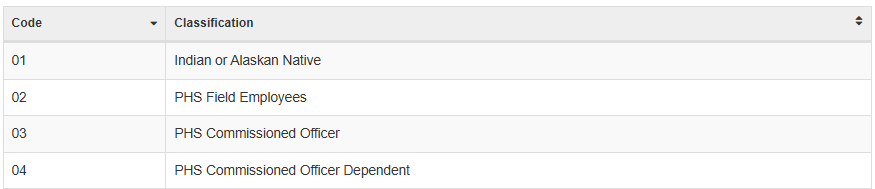 Code Classification
01 Indian or Alaskan Native
02 PHS Field Employees
03 PHS Commissioned Officer
04 PHS Commissioned Officer Dependent